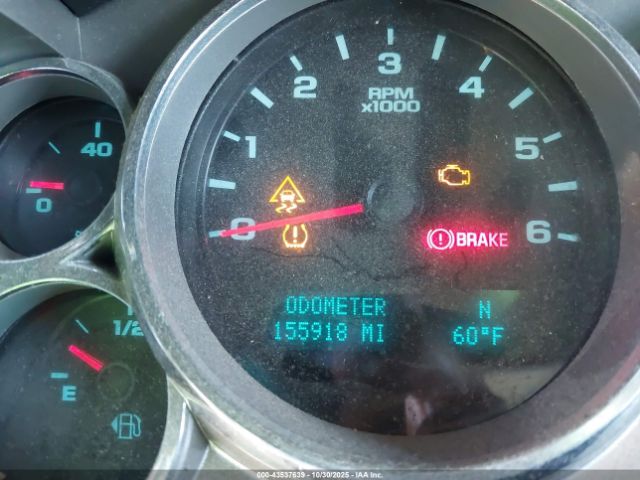 3
RPM
x1000
2
4
40
1
5
0
0
6
BRAKE
ODOMETER
N
155918 MI
60°F
1/2
E
000-43537639 - 10/30/2025 - IAA Inc.